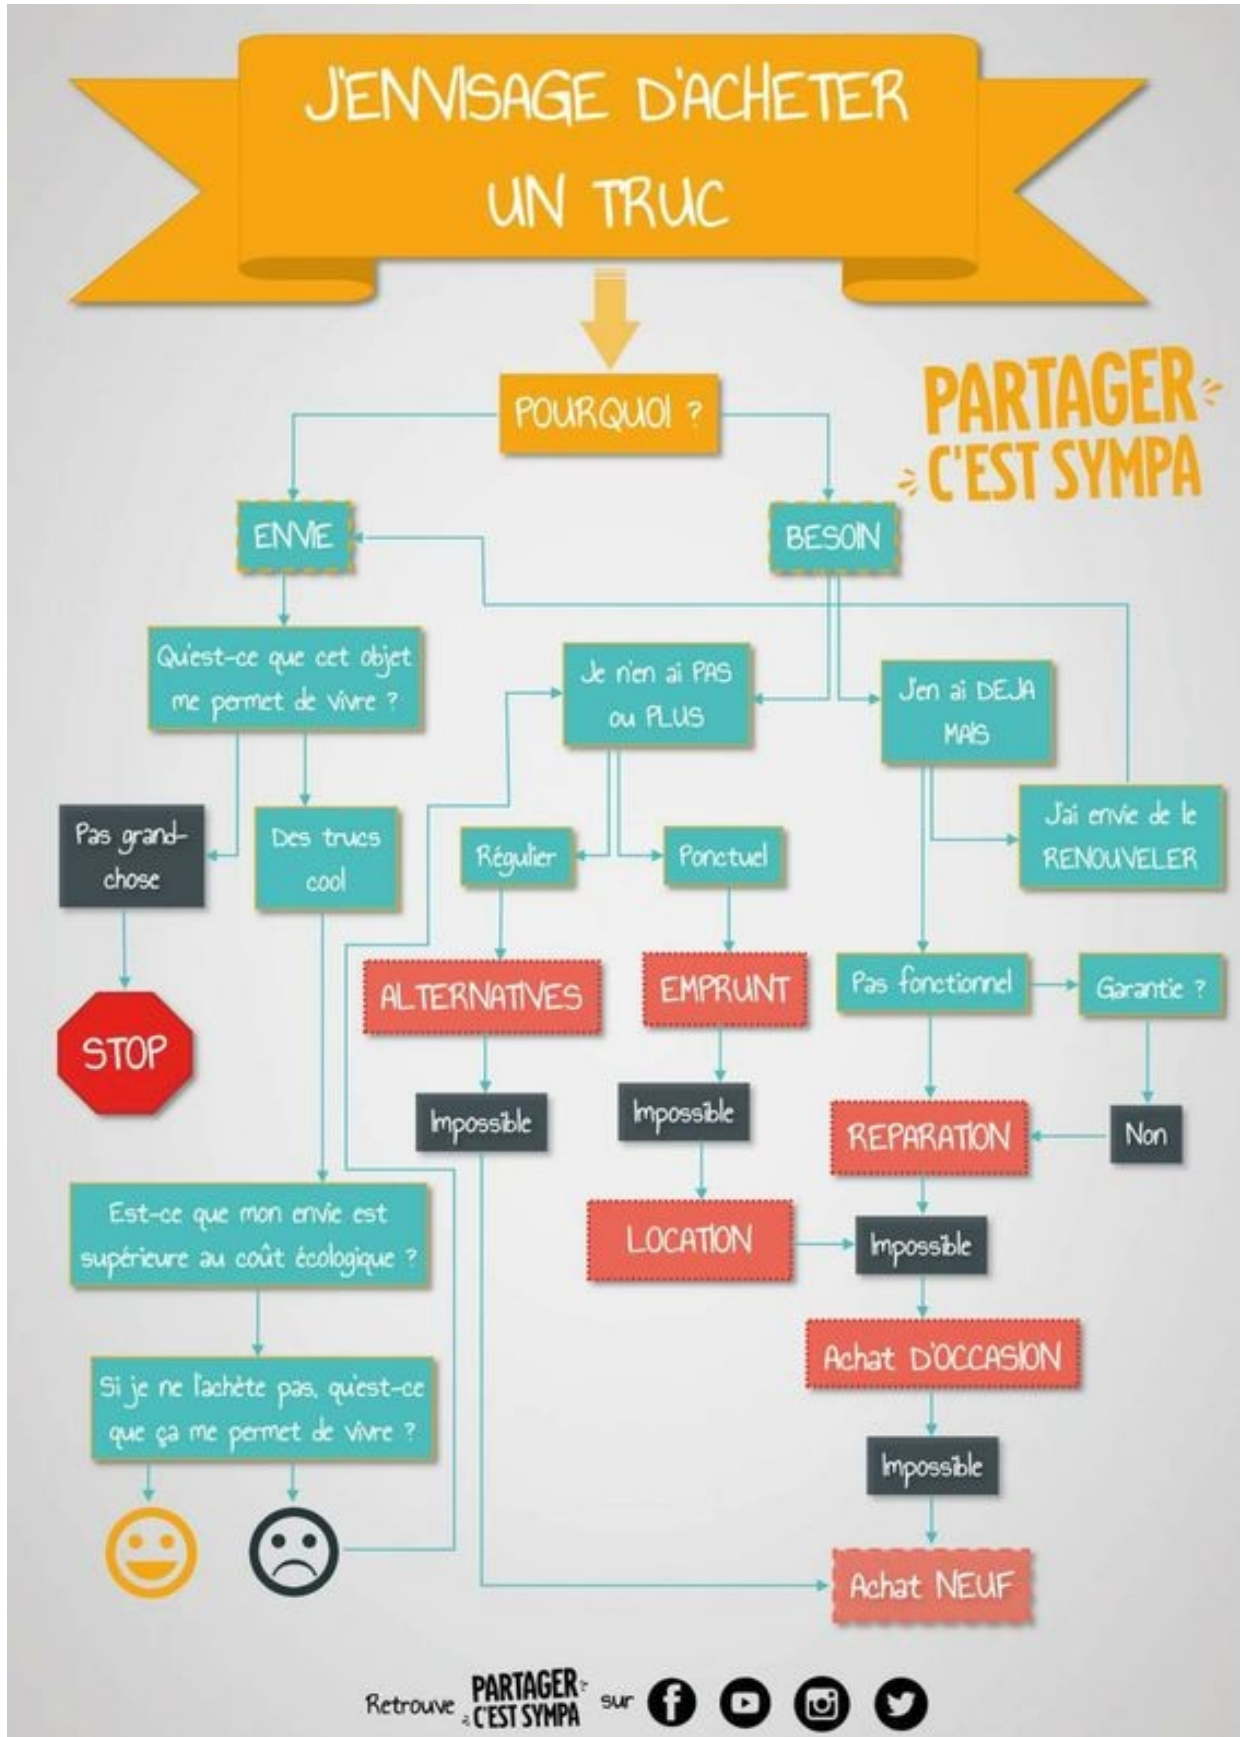 J'ENVISAGE D'ACHETER
UN TRUC
POURQUOI ?
PARTAGER
C'EST SYMPA
ENVIE
BESOIN
Qu'est-ce que cet objet
me permet de vivre ?
Je n'en ai PAS
ou PLUS
J'en ai DEJA
MAIS
Pas grand-
chose
Des trucs
cool
Régulier
Ponctuel
J'ai envie de le
RENOUVELER
STOP
ALTERNATIVES
EMPRUNT
Pas fonctionnel
Garantie ?
Impossible
Impossible
REPARATION
Non
Est-ce que mon envie est
supérieure au coût écologique ?
LOCATION
Impossible
Achat D'OCCASION
Si je ne l'achète pas, qu'est-ce
que ça me permet de vivre ?
Impossible
Achat NEUF
Retrouve PARTAGER C'EST SYMPA sur